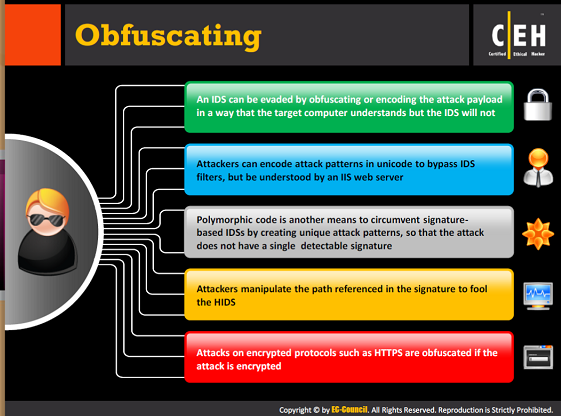 Obfuscating
CEH
Certified Ethical Hacker
An IDS can be evaded by obfuscating or encoding the attack payload
in a way that the target computer understands but the IDS will not
Attackers can encode attack patterns in unicode to bypass IDS
filters, but be understood by an IIS web server
Polymorphic code is another means to circumvent signature-
based IDSs by creating unique attack patterns, so that the attack
does not have a single detectable signature
Attackers manipulate the path referenced in the signature to fool
the HIDS
Attacks on encrypted protocols such as HTTPS are obfuscated if the
attack is encrypted
Copyright © by EC-Council. All Rights Reserved. Reproduction is Strictly Prohibited.